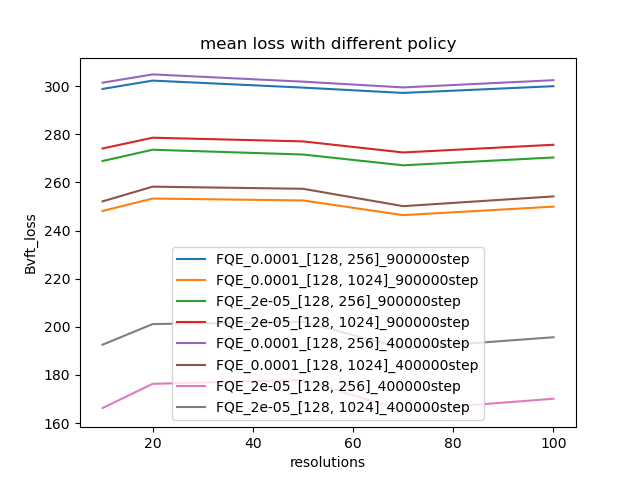 mean loss with different policy
300
280
260
240
220
200
180
160
Bvft_loss
FQE_0.0001_[128, 256]_900000step
FQE_0.0001_[128, 1024]_900000step
FQE_2e-05_[128, 256]_900000step
FQE_2e-05_[128, 1024]_900000step
FQE_0.0001_[128, 256]_400000step
FQE_0.0001_[128, 1024]_400000step
FQE_2e-05_[128, 256]_400000step
FQE_2e-05_[128, 1024]_400000step
20 40 60 80 100
resolutions